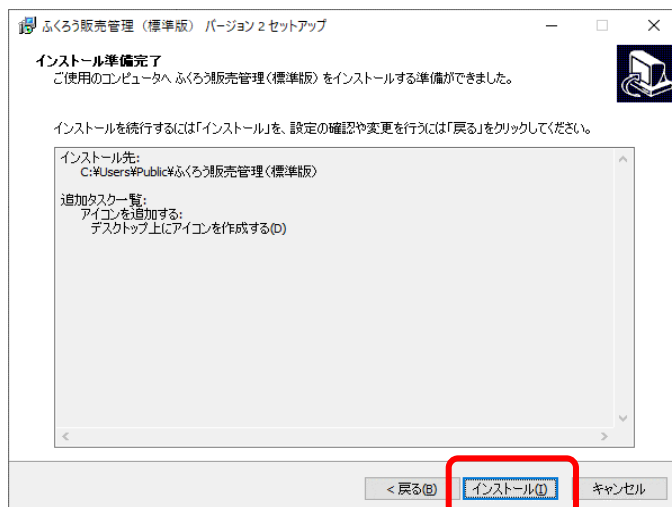 ふくろう販売管理（標準版） バージョン 2 セットアップ
インストール準備完了
ご使用のコンピュータへ ふくろう販売管理（標準版） をインストールする準備ができました。
インストールを続行するには「インストール」を、設定の確認や変更を行うには「戻る」をクリックしてください。
インストール先:
C:¥Users¥Public¥ふくろう販売管理（標準版）
追加タスク一覧:
アイコンを追加する:
デスクトップ上にアイコンを作成する(D)
< 戻る(B) インストール(I) キャンセル